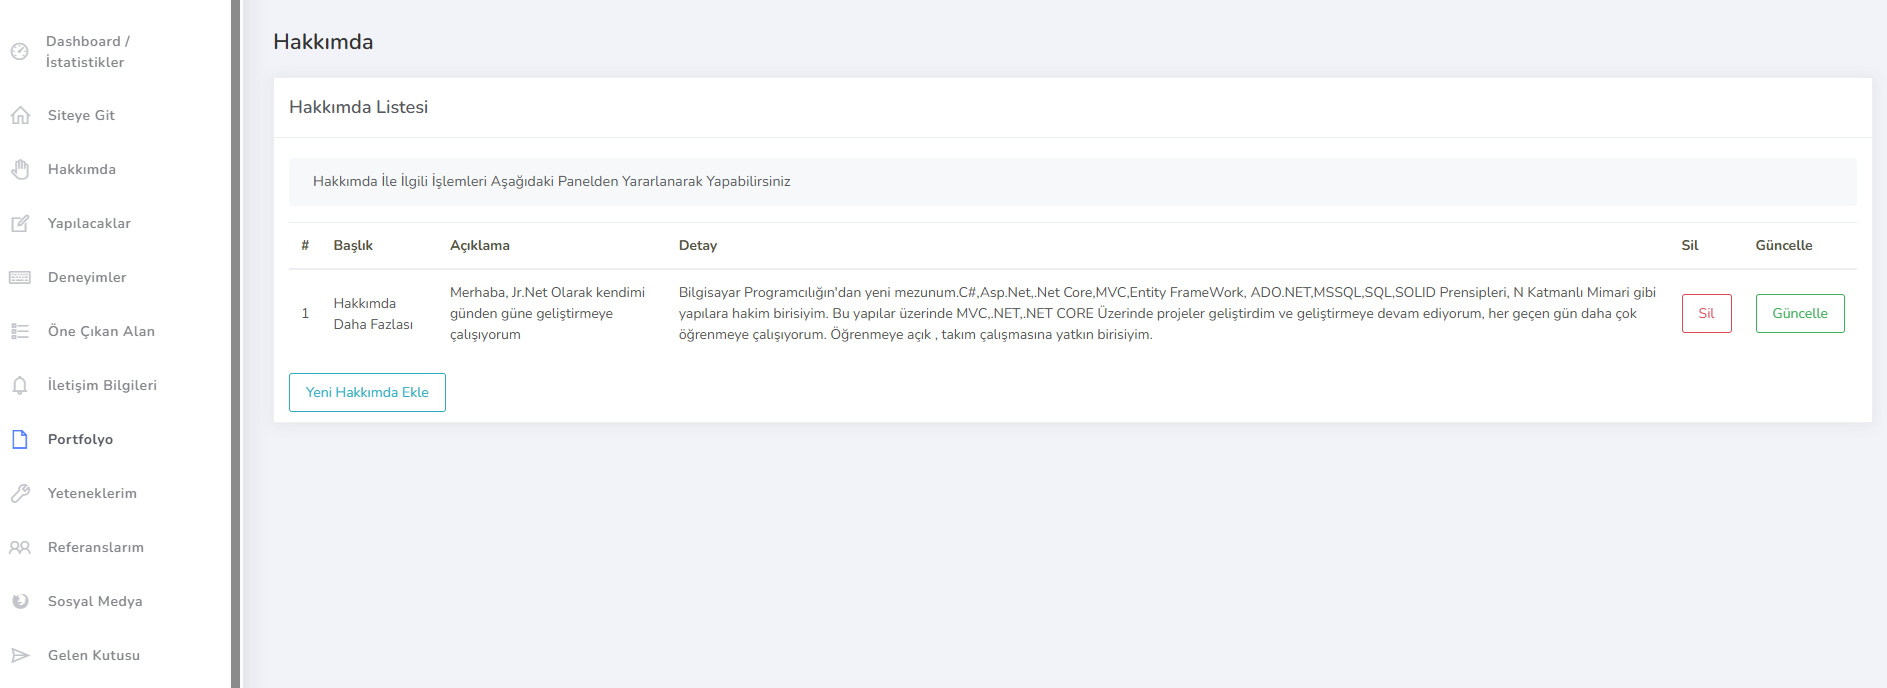 Dashboard /
İstatistikler
Siteye Git
Hakkımda
Yapılacaklar
Deneyimler
Öne Çıkan Alan
İletişim Bilgileri
Portfolyo
Yeteneklerim
Referanslarım
Sosyal Medya
Gelen Kutusu
Hakkımda
Hakkımda Listesi
Hakkımda İle İlgili İşlemleri Aşağıdaki Panelden Yararlanarak Yapabilirsiniz
# Başlık Açıklama Detay Sil Güncelle
1
Hakkımda
Daha Fazlası
Merhaba, Jr.Net Olarak kendimi
günden güne geliştirmeye
çalışıyorum
Bilgisayar Programcılığın'dan yeni mezunum.C#,Asp.Net,.Net Core,MVC,Entity FrameWork, ADO.NET,MSSQL,SQL,SOLID Prensipleri, N Katmanlı Mimari gibi
yapılara hakim birisiyim. Bu yapılar üzerinde MVC,.NET,.NET CORE Üzerinde projeler geliştirdim ve geliştirmeye devam ediyorum, her geçen gün daha çok
öğrenmeye çalışıyorum. Öğrenmeye açık , takım çalışmasına yatkın birisiyim.
Sil
Güncelle
Yeni Hakkımda Ekle